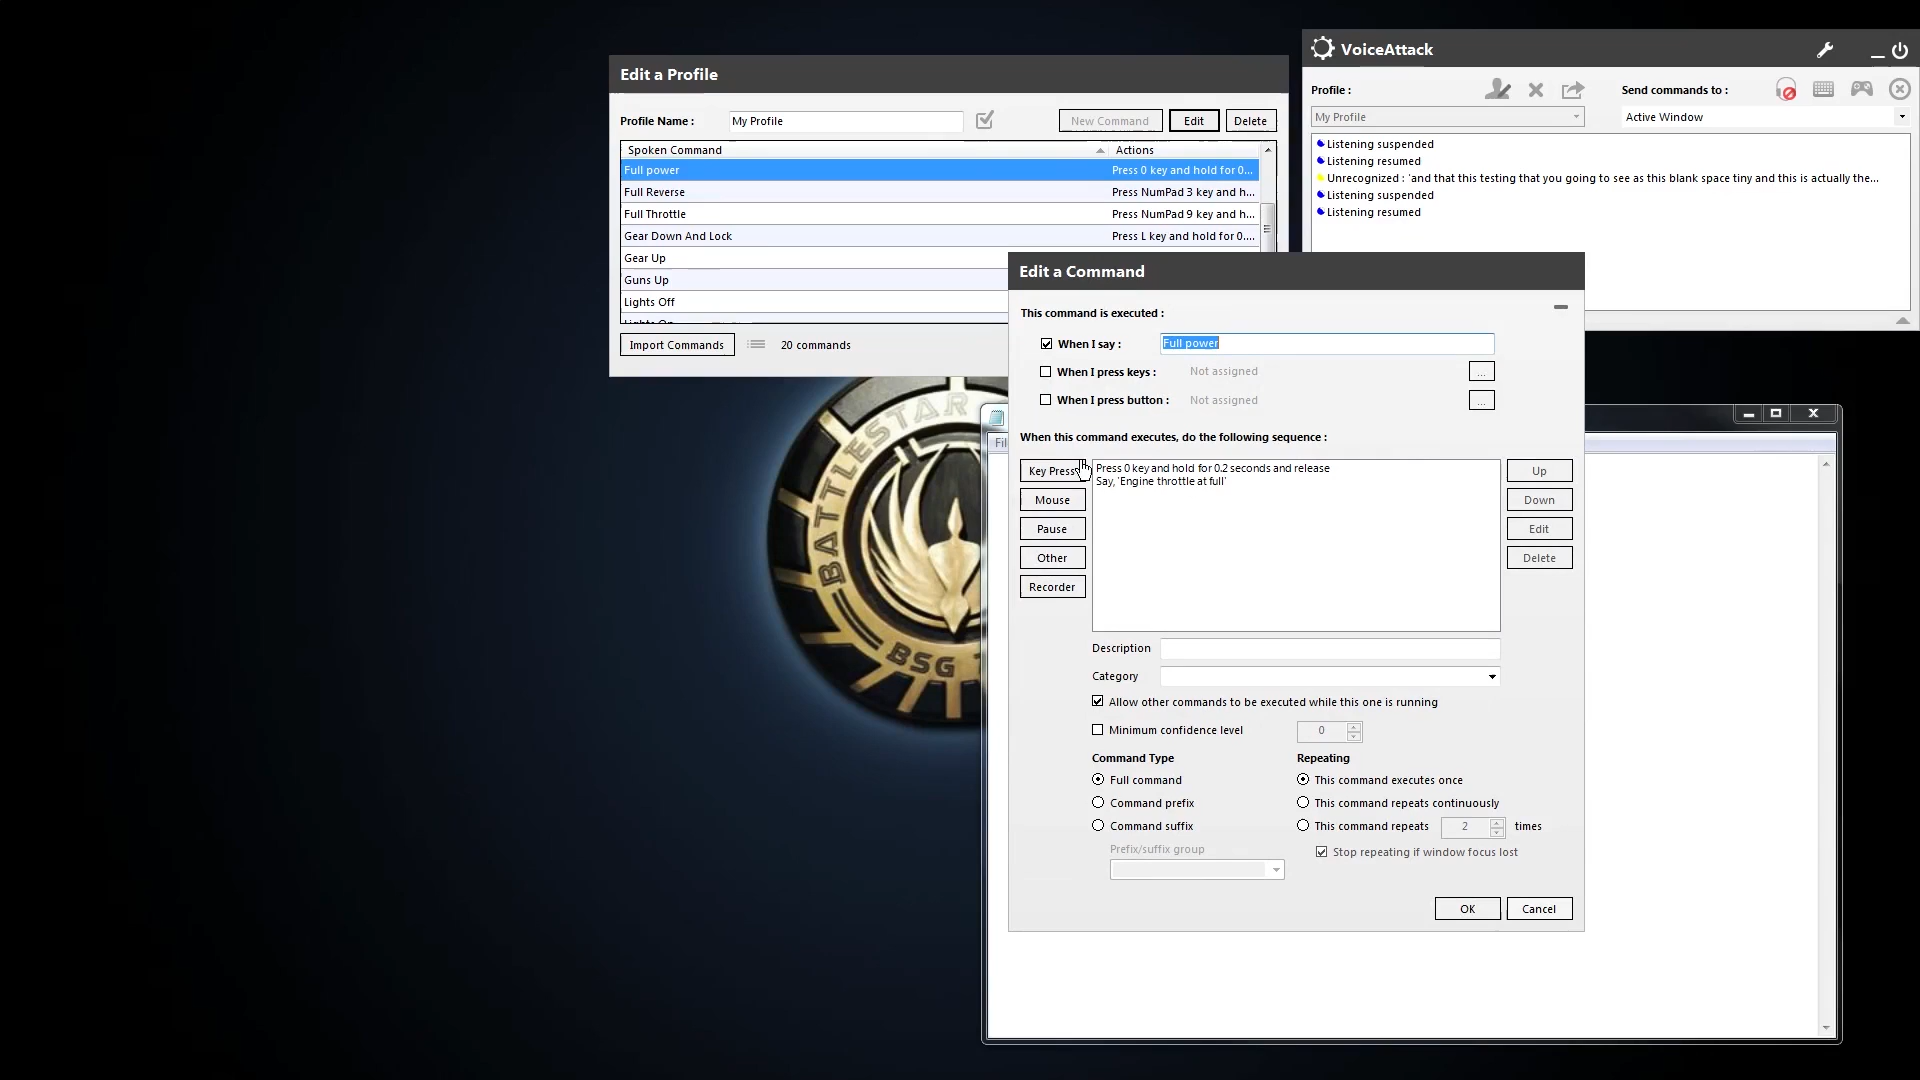 VoiceAttack
Edit a Profile
Profile :
Send commands to :
Profile Name :
My Profile
New Command
Edit
Delete
My Profile
Active Window
Spoken Command
Actions
Listening suspended
Listening resumed
Unrecognized : 'and that this testing that you going to see as this blank space tiny and this is actually the...
Listening suspended
Listening resumed
Full power
Press 0 key and hold for 0...
Full Reverse
Press NumPad 3 key and h...
Full Throttle
Press NumPad 9 key and h...
Gear Down And Lock
Press L key and hold for 0....
Gear Up
Guns Up
Lights Off
Lights On
Import Commands
20 commands
Edit a Command
This command is executed :
When I say :
Full power
When I press keys :
Not assigned
...
When I press button :
Not assigned
...
Fil
When this command executes, do the following sequence :
Key Press
Mouse
Pause
Other
Recorder
Press 0 key and hold for 0.2 seconds and release
Say, 'Engine throttle at full'
Up
Down
Edit
Delete
Description
Category
Allow other commands to be executed while this one is running
Minimum confidence level
0
Command Type
Repeating
Full command
This command executes once
Command prefix
This command repeats continuously
Command suffix
This command repeats 2 times
Prefix/suffix group
Stop repeating if window focus lost
OK
Cancel
BATTLESTAR
BSG